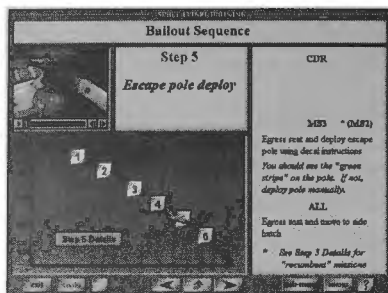 Bailout Sequence
Step 5
Escape pole deploy
CDR
MS3 * (MS2)
Egress seat and deploy escape
pole using decal instructions
You should see the "green
stripe" on the pole. If not,
deploy pole manually.
ALL
Egress seat and move to side
hatch
* See Step 3 Details for
"recumbent" missions
1
2
3
4
6
Step 5 Details
?